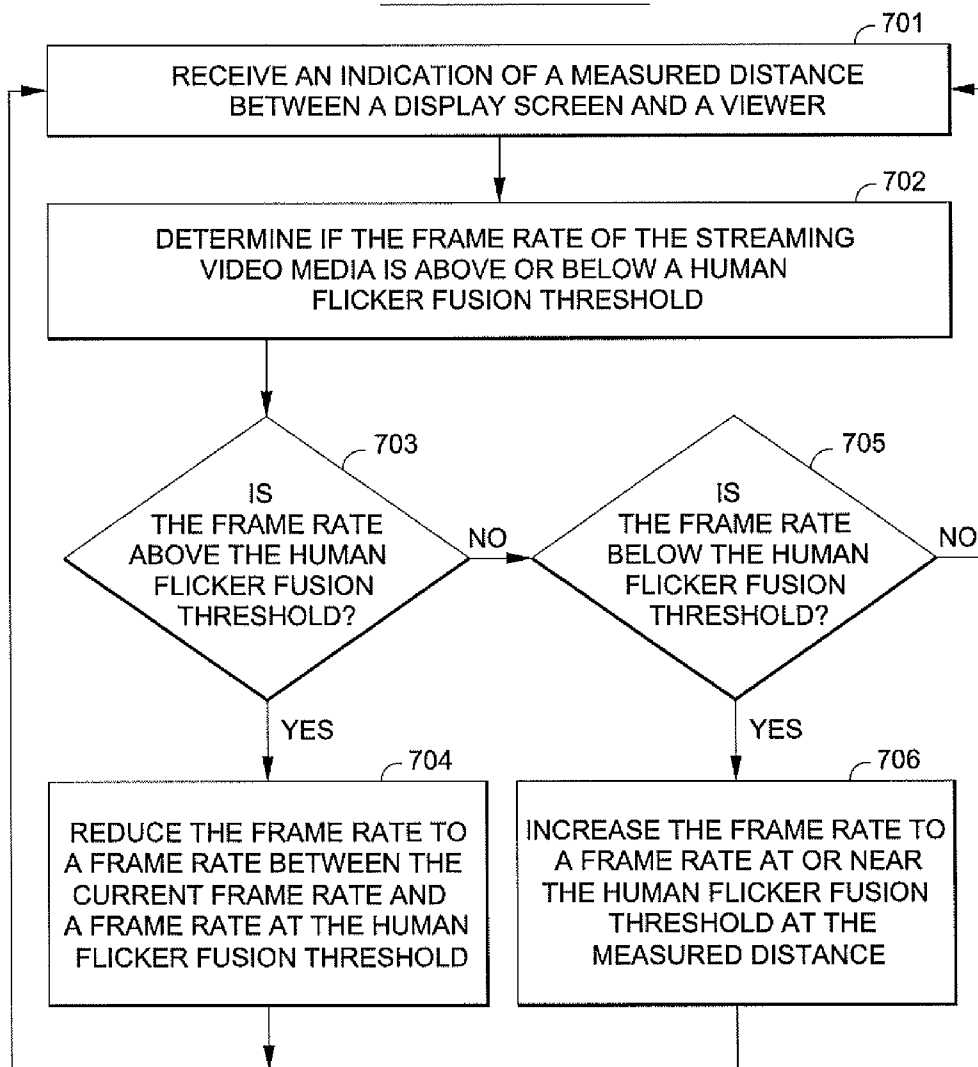 701
RECEIVE AN INDICATION OF A MEASURED DISTANCE
BETWEEN A DISPLAY SCREEN AND A VIEWER
702
DETERMINE IF THE FRAME RATE OF THE STREAMING
VIDEO MEDIA IS ABOVE OR BELOW A HUMAN
FLICKER FUSION THRESHOLD
703
IS
THE FRAME RATE
ABOVE THE HUMAN
FLICKER FUSION
THRESHOLD?
NO
705
IS
THE FRAME RATE
BELOW THE HUMAN
FLICKER FUSION
THRESHOLD?
NO
YES
YES
704
REDUCE THE FRAME RATE TO
A FRAME RATE BETWEEN THE
CURRENT FRAME RATE AND
A FRAME RATE AT THE HUMAN
FLICKER FUSION THRESHOLD
706
INCREASE THE FRAME RATE TO
A FRAME RATE AT OR NEAR
THE HUMAN FLICKER FUSION
THRESHOLD AT THE
MEASURED DISTANCE